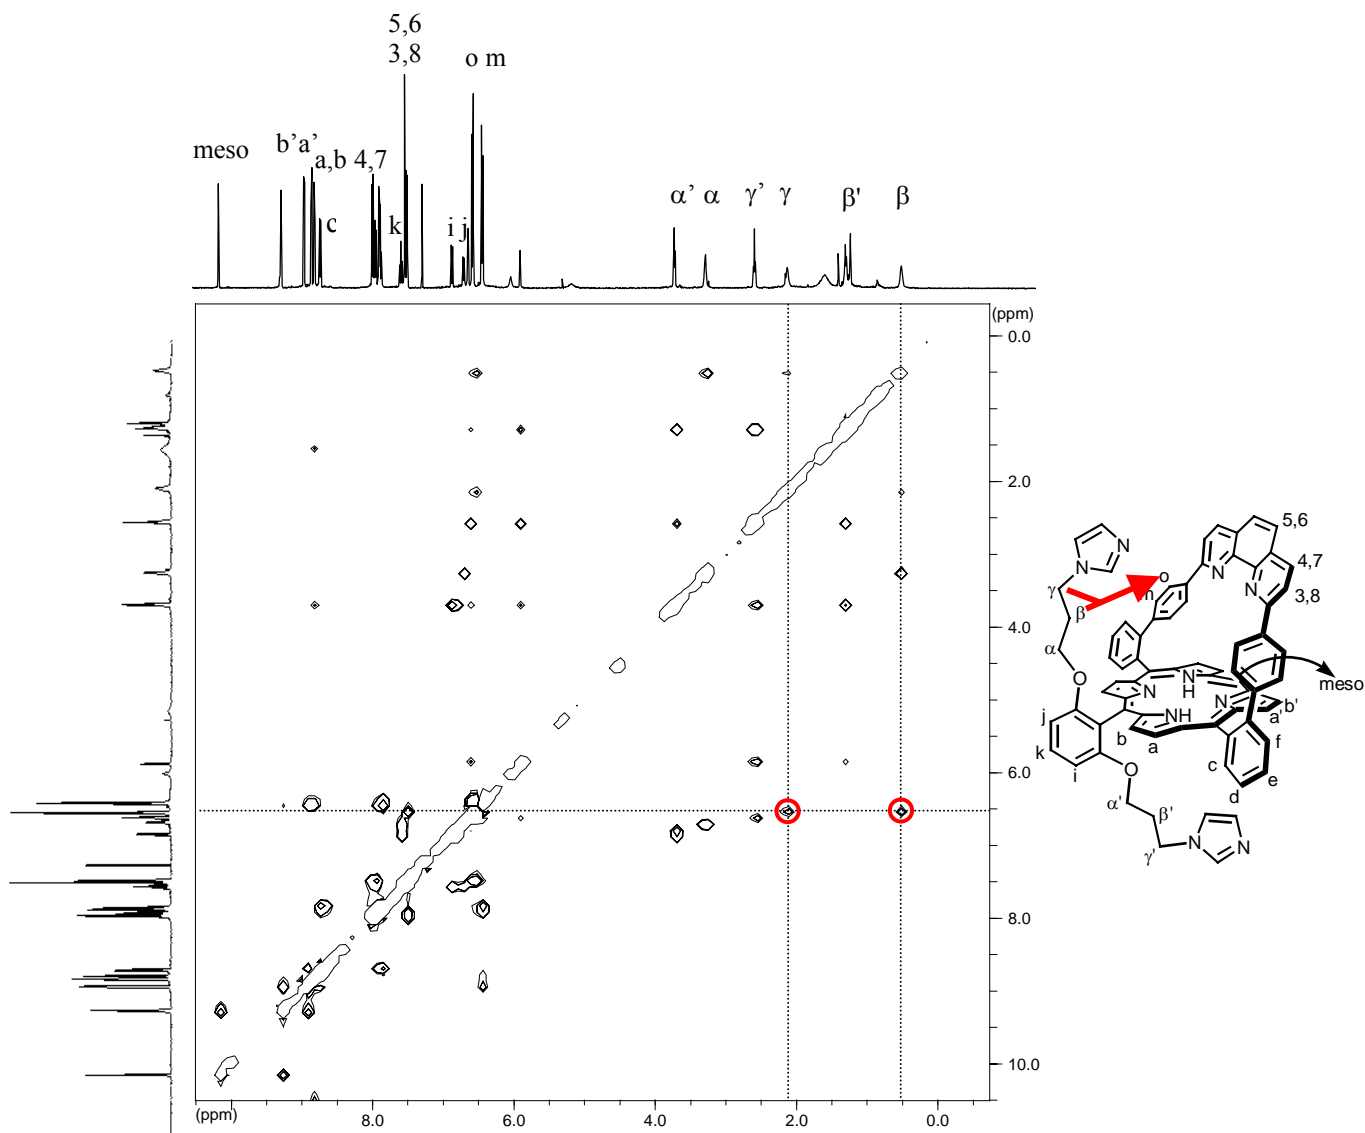 5,6
3,8
o m
b’a’
meso
a,b 4,7
c
k
i j
α’ α
γ’ γ
β'
β
(ppm)
0.0
2.0
4.0
6.0
8.0
10.0
(ppm)
8.0
6.0
4.0
2.0
0.0
5,6
4,7
3,8
N
N
N
N
o
m
γ
β
α
O
N
H
N
NH
N
meso
b'
a'
j
k
i
b
a
f
c
d
e
O
α'
β'
γ'
N
N